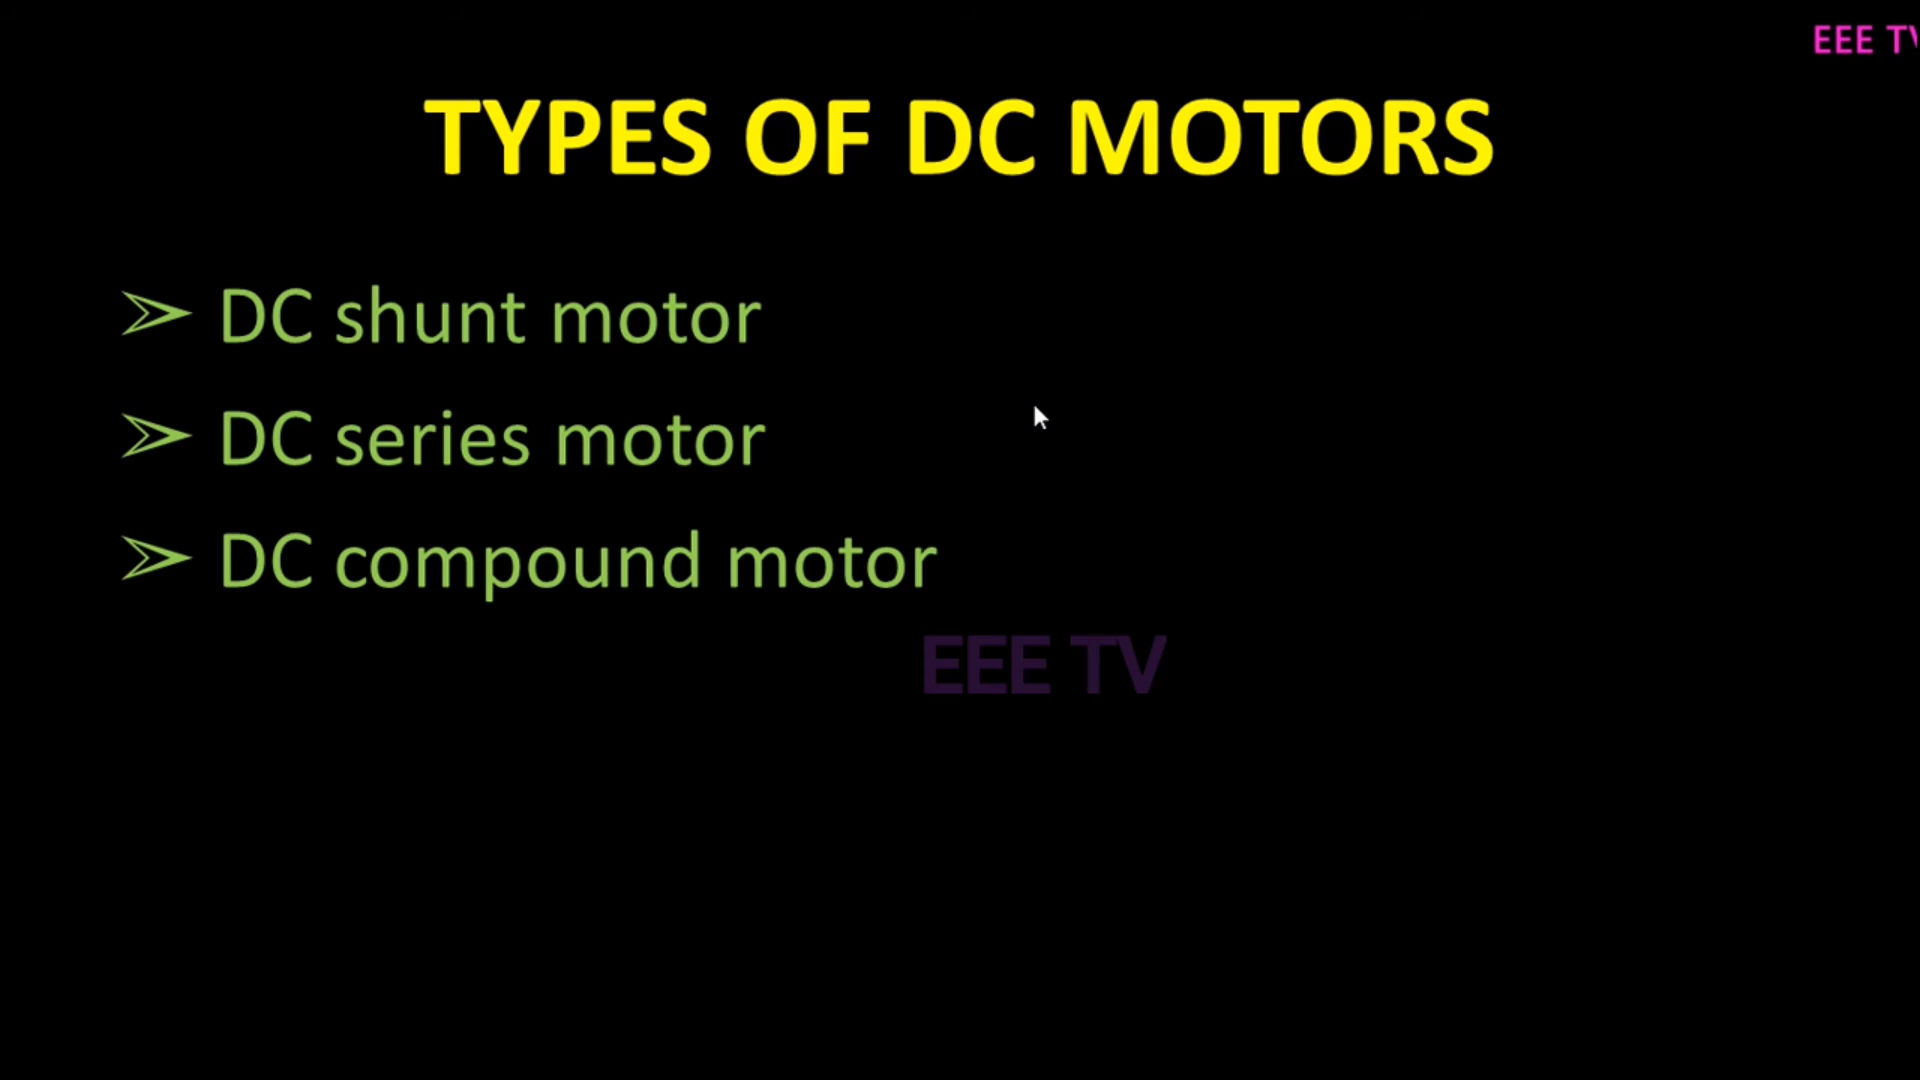 EEE TV
TYPES OF DC MOTORS
➢ DC shunt motor
➢ DC series motor
➢ DC compound motor
EEE TV